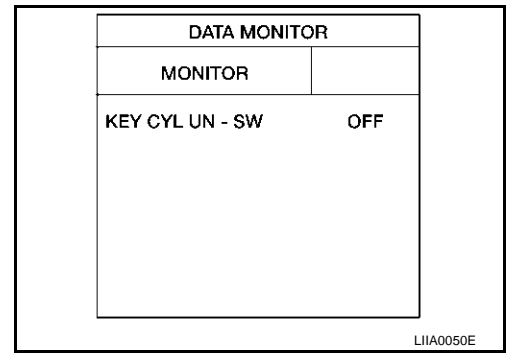 DATA MONITOR
MONITOR
KEY CYL UN - SW OFF
LIIA0050E